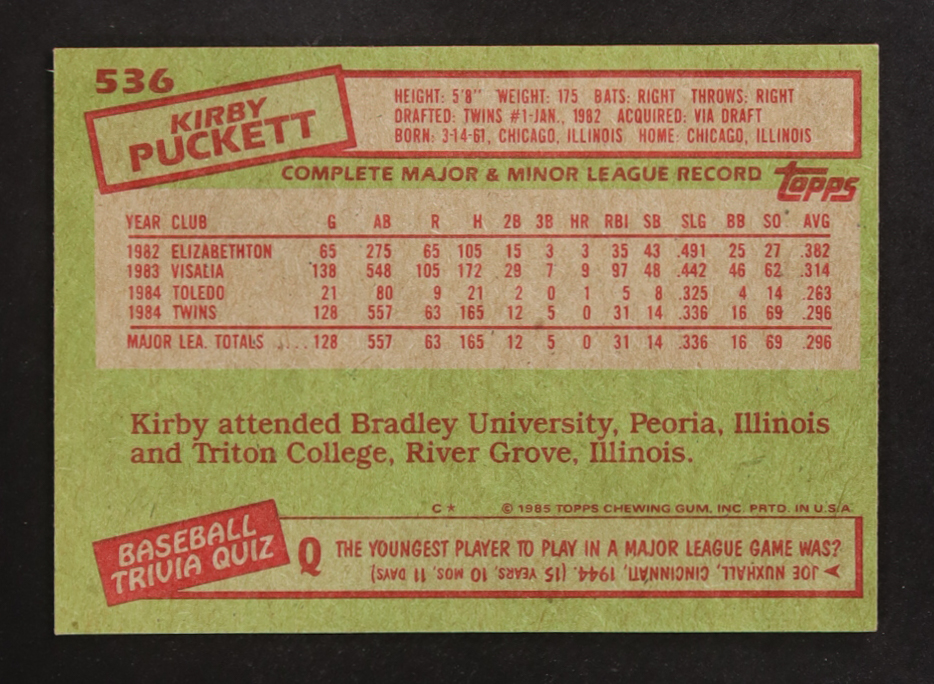 536
KIRBY
PUCKETT
HEIGHT: 5'8" WEIGHT: 175 BATS: RIGHT THROWS: RIGHT
DRAFTED: TWINS #1-JAN., 1982 ACQUIRED: VIA DRAFT
BORN: 3-14-61, CHICAGO, ILLINOIS HOME: CHICAGO, ILLINOIS
COMPLETE MAJOR & MINOR LEAGUE RECORD
topps
YEAR CLUB G AB R H 2B 3B HR RBI SB SLG BB SO AVG
1982 ELIZABETHTON 65 275 65 105 15 3 3 35 43 .491 25 27 .382
1983 VISALIA 138 548 105 172 29 7 9 97 48 .442 46 62 .314
1984 TOLEDO 21 80 9 21 2 0 1 5 8 .325 4 14 .263
1984 TWINS 128 557 63 165 12 5 0 31 14 .336 16 69 .296
MAJOR LEA. TOTALS .... 128 557 63 165 12 5 0 31 14 .336 16 69 .296
Kirby attended Bradley University, Peoria, Illinois
and Triton College, River Grove, Illinois.
C * © 1985 TOPPS CHEWING GUM, INC. PRTD. IN U.S.A.
BASEBALL
TRIVIA QUIZ
Q THE YOUNGEST PLAYER TO PLAY IN A MAJOR LEAGUE GAME WAS?
JOE NUXHALL, CINCINNATI, 1944. (15 YEARS, 10 MOS, 11 DAYS)